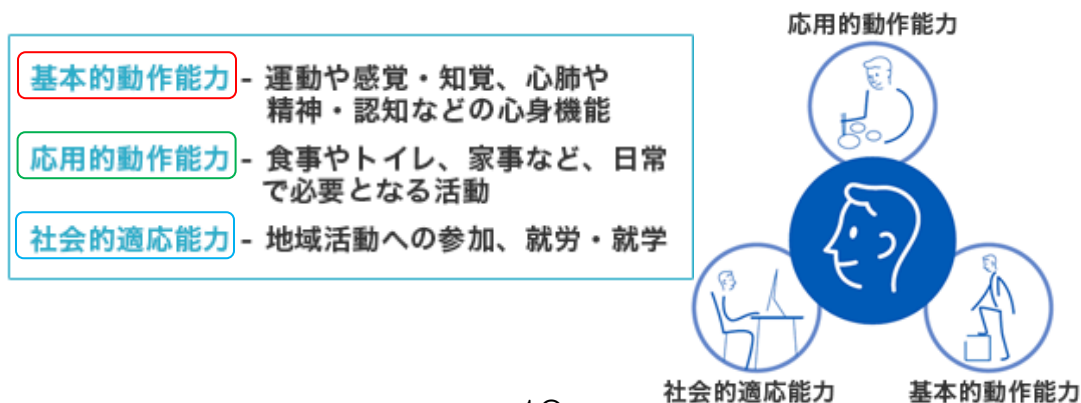 応用的動作能力
基本的動作能力 - 運動や感覚・知覚、心肺や
精神・認知などの心身機能
応用的動作能力 - 食事やトイレ、家事など、日常
で必要となる活動
社会的適応能力 - 地域活動への参加、就労・就学
社会的適応能力
基本的動作能力